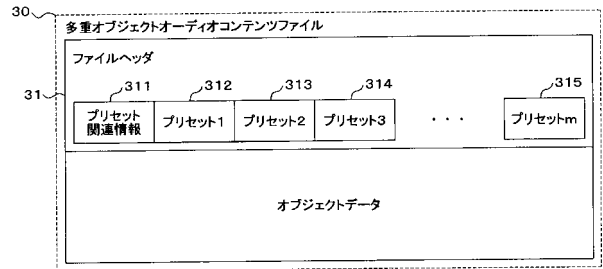 30
多重オブジェクトオーディオコンテンツファイル
ファイルヘッダ
31
311
312
313
314
315
プリセット
関連情報
プリセット1
プリセット2
プリセット3
・・・
プリセットm
オブジェクトデータ